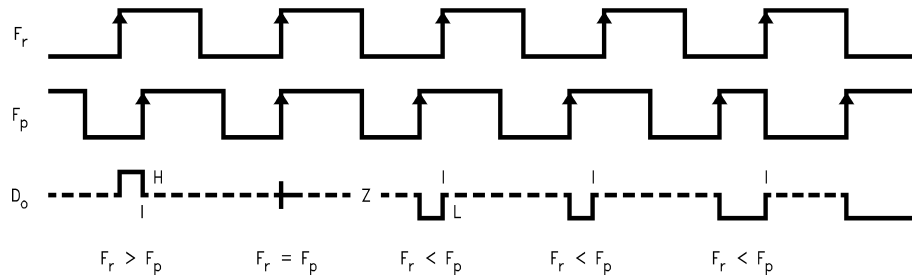 Fr
Fp
Do H Z
I L I I I
Fr > Fp Fr = Fp Fr < Fp Fr < Fp Fr < Fp